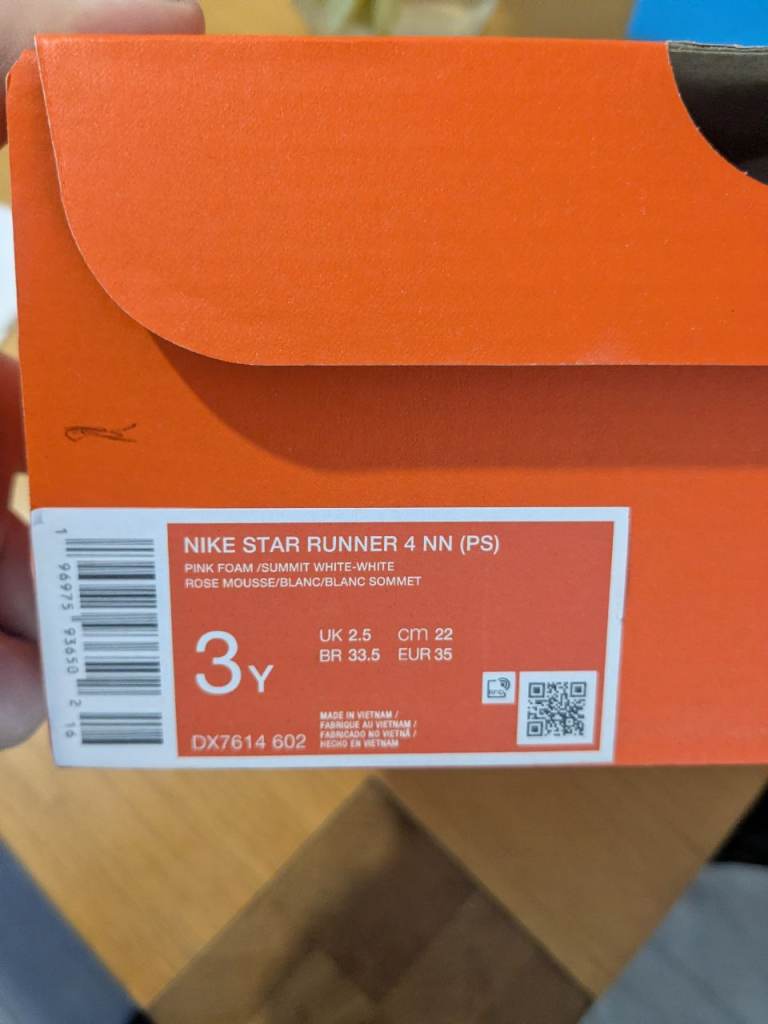 NIKE STAR RUNNER 4 NN (PS)
PINK FOAM /SUMMIT WHITE-WHITE
ROSE MOUSSE/BLANC/BLANC SOMMET
3Y
UK 2.5 cm 22
BR 33.5 EUR 35
DX7614 602
MADE IN VIETNAM /
FABRIQUE AU VIETNAM /
FABRICADO NO VIETNÃ /
HECHO EN VIETNAM
1 96975 93650 2 16